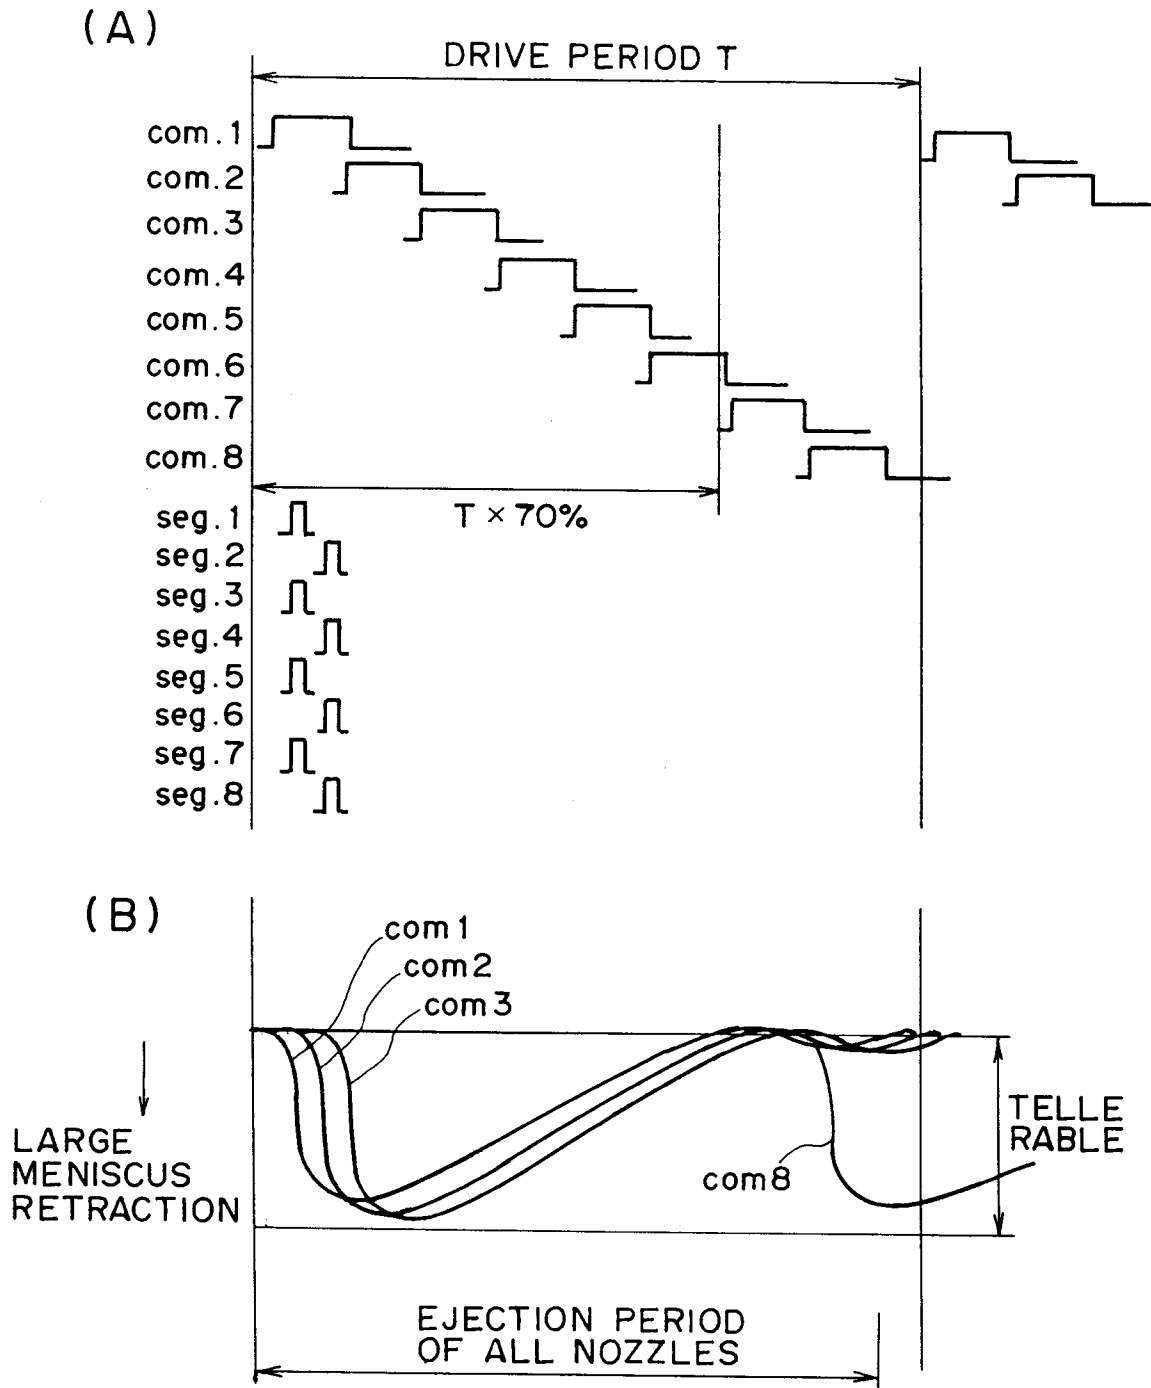 (A)
DRIVE PERIOD T
com.1
com.2
com.3
com.4
com.5
com.6
com.7
com.8
T × 70%
seg.1
seg.2
seg.3
seg.4
seg.5
seg.6
seg.7
seg.8
(B)
com1
com2
com3
LARGE
MENISCUS
RETRACTION
com8
TELLE
RABLE
EJECTION PERIOD
OF ALL NOZZLES